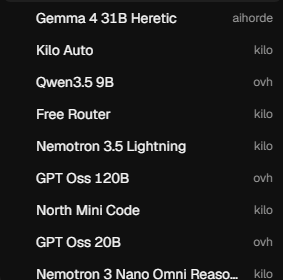 Gemma 4 31B Heretic aihorde
Kilo Auto kilo
Qwen3.5 9B ovh
Free Router kilo
Nemotron 3.5 Lightning kilo
GPT Oss 120B ovh
North Mini Code kilo
GPT Oss 20B ovh
Nemotron 3 Nano Omni Reaso... kilo